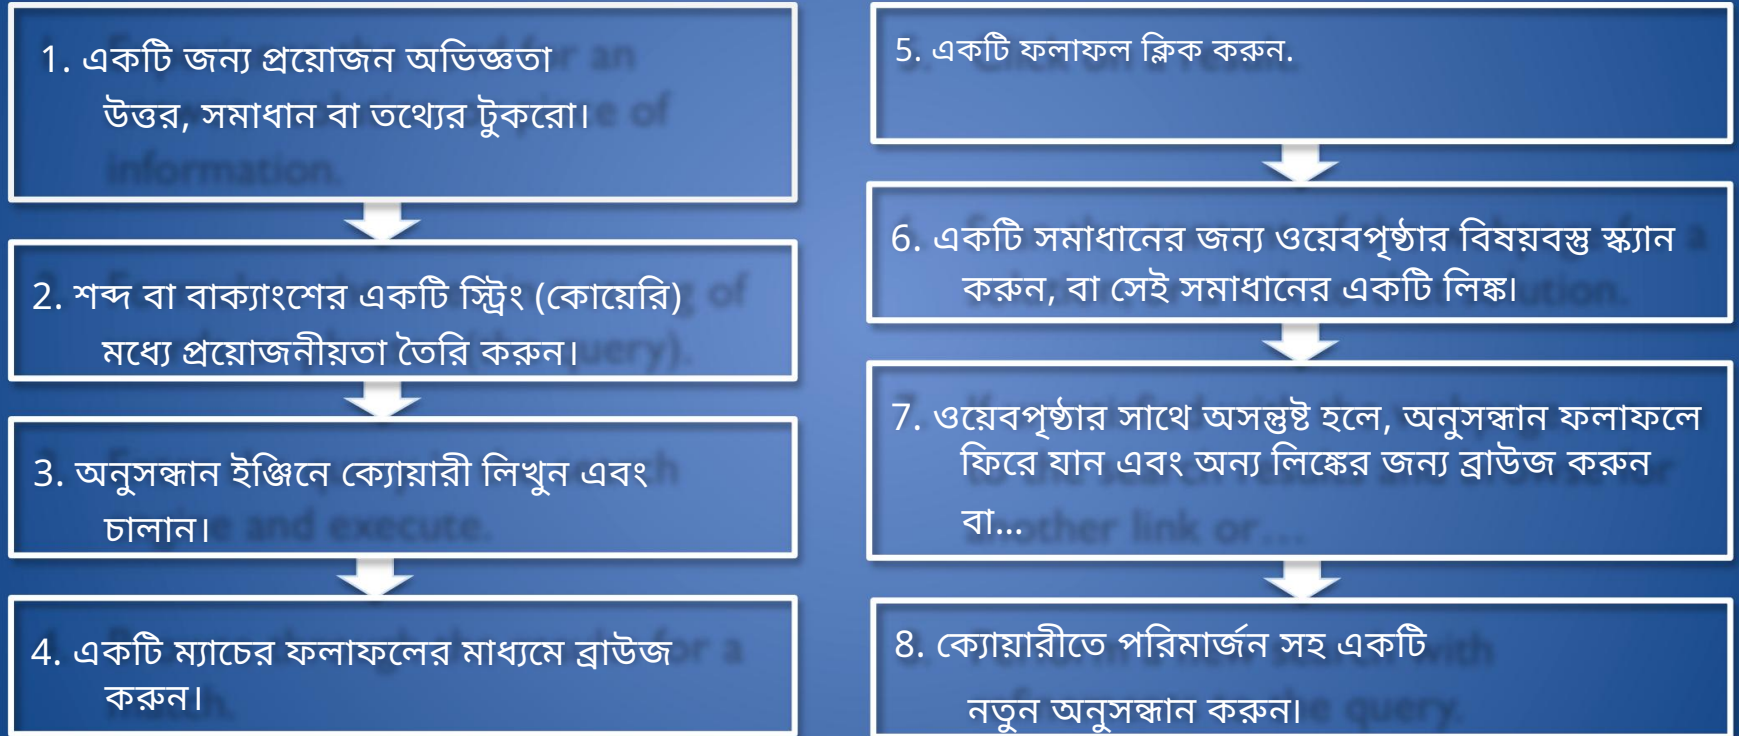 1. একটি জন্য প্রয়োজন অভিজ্ঞতা
উত্তর, সমাধান বা তথ্যের টুকরো।
2. শব্দ বা বাক্যাংশের একটি স্ট্রিং (কোয়েরি)
মধ্যে প্রয়োজনীয়তা তৈরি করুন।
3. অনুসন্ধান ইঞ্জিনে ক্যোয়ারী লিখুন এবং
চালান।
4. একটি ম্যাচের ফলাফলের মাধ্যমে ব্রাউজ
করুন।
5. একটি ফলাফল ক্লিক করুন.
6. একটি সমাধানের জন্য ওয়েবপৃষ্ঠার বিষয়বস্তু স্ক্যান
করুন, বা সেই সমাধানের একটি লিঙ্ক।
7. ওয়েবপৃষ্ঠার সাথে অসন্তুষ্ট হলে, অনুসন্ধান ফলাফলে
ফিরে যান এবং অন্য লিঙ্কের জন্য ব্রাউজ করুন
বা...
8. ক্যোয়ারীতে পরিমার্জন সহ একটি
নতুন অনুসন্ধান করুন।